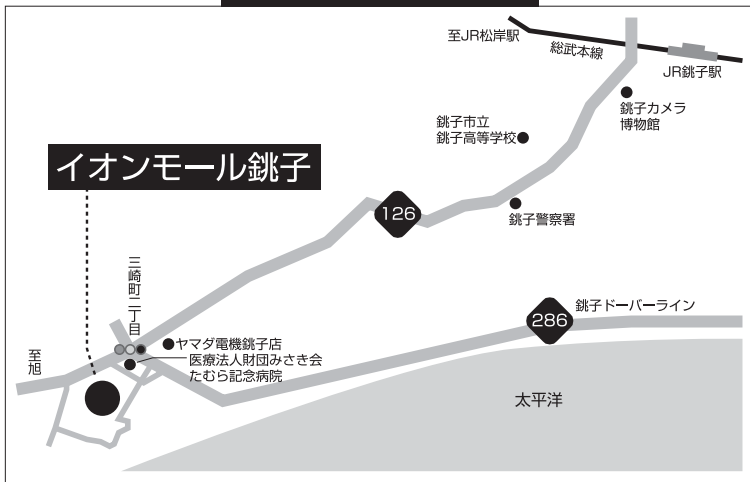 至JR松岸駅
総武本線
JR銚子駅
銚子カメラ
博物館
銚子市立
銚子高等学校
イオンモール銚子
126
銚子警察署
三崎町二丁目
286
銚子ドーバーライン
ヤマダ電機銚子店
医療法人財団みさき会
たむら記念病院
至旭
太平洋